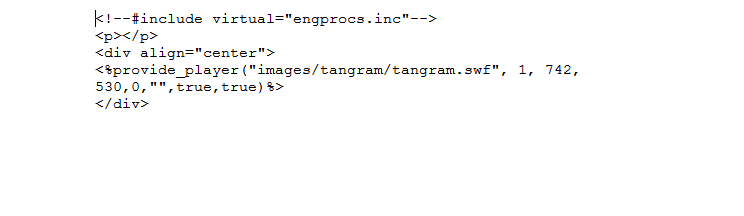 <!--#include virtual="engprocs.inc"-->
<p></p>
<div align="center">
<%provide_player("images/tangram/tangram.swf", 1, 742,
530,0,"",true,true)%>
</div>